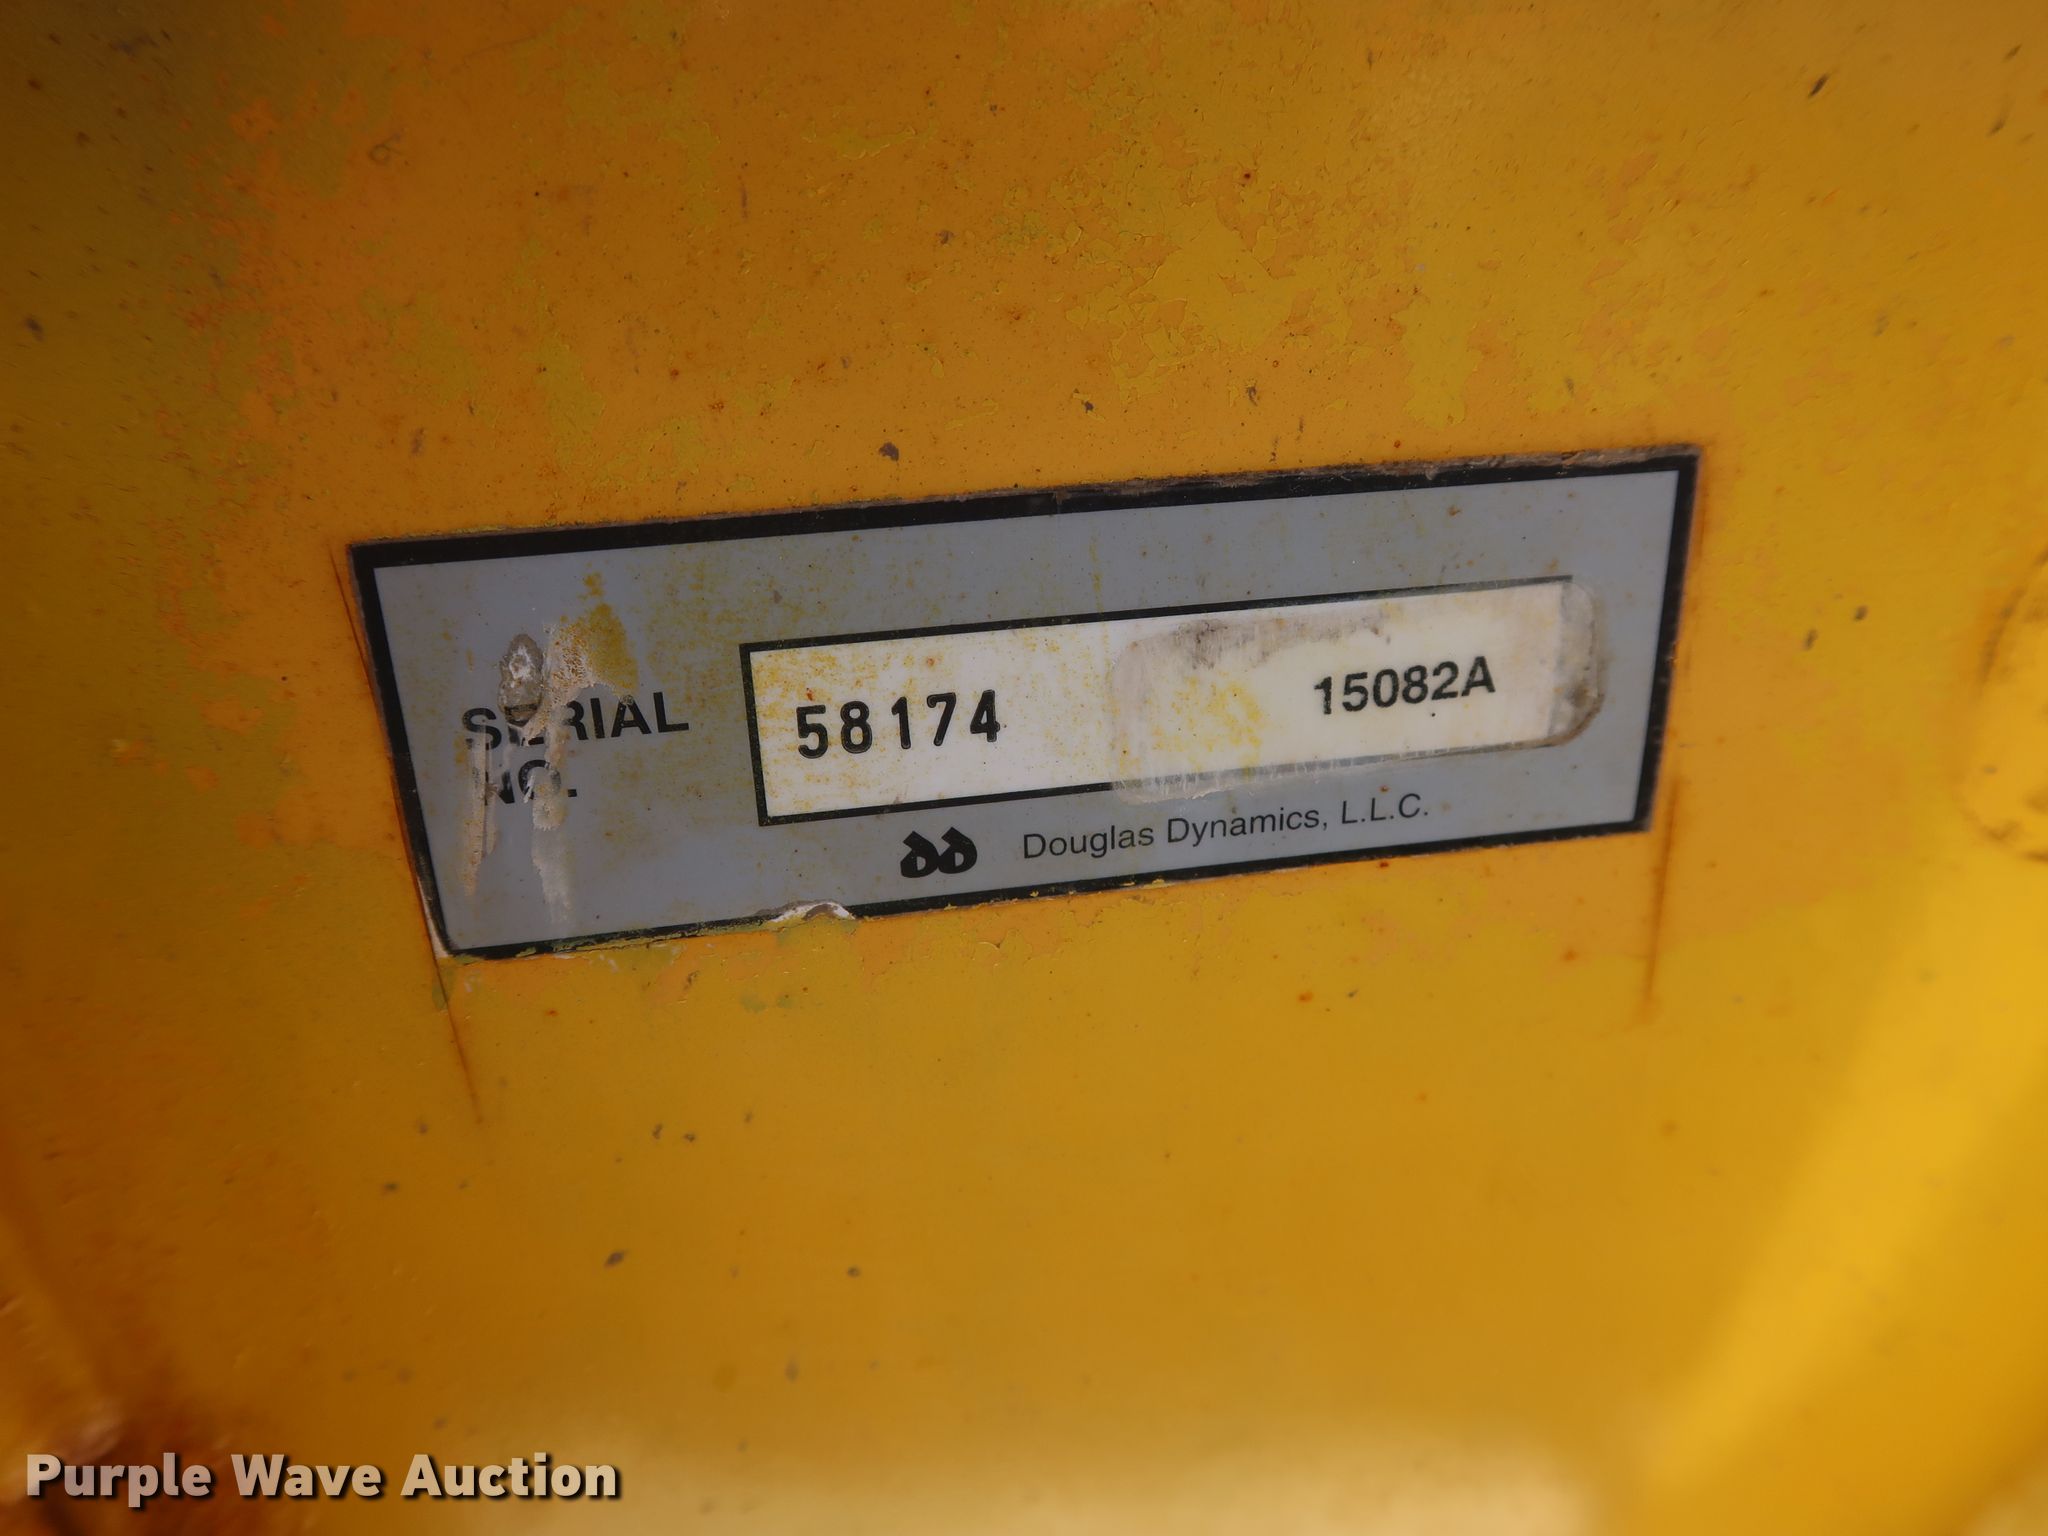 SERIAL
NO.
58174
15082A
Douglas Dynamics, L.L.C.
Purple Wave Auction